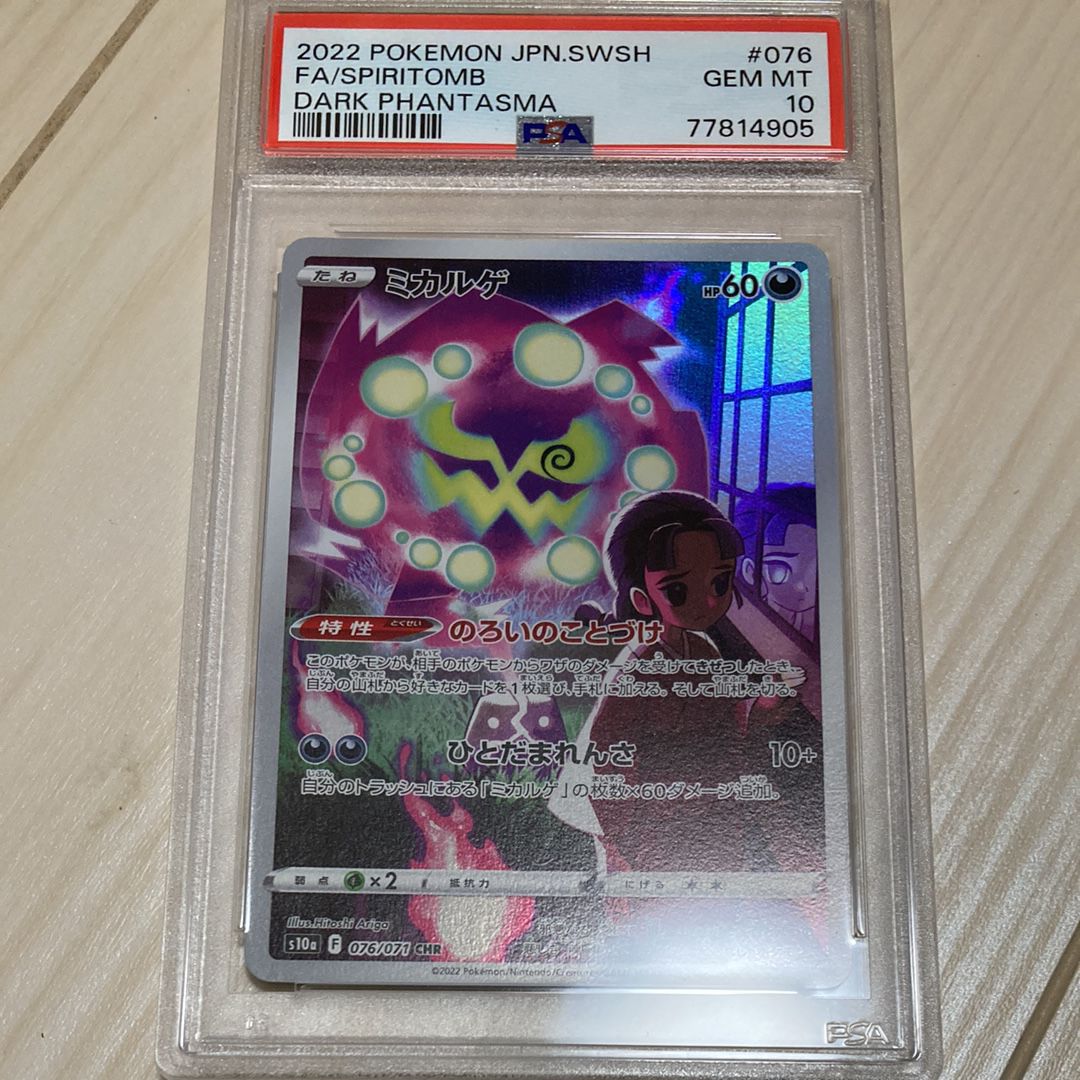 2022 POKEMON JPN.SWSH #076
FA/SPIRITOMB GEM MT
DARK PHANTASMA 10
PSA 77814905
たね ミカルゲ HP60
特性 とくせい のろいのことづけ
このポケモンが、相手のポケモンからワザのダメージを受けてきぜつしたとき、
自分の山札から好きなカードを1枚選び、手札に加える。そして山札を切る。
ひとだまれんさ 10+
自分のトラッシュにある「ミカルゲ」の枚数×60ダメージ追加。
弱点 ×2 抵抗力 にげる
Illus.Hitoshi Ariga
s10a F 076/071 CHR
©2022 Pokémon/Nintendo/Creatures
PSA